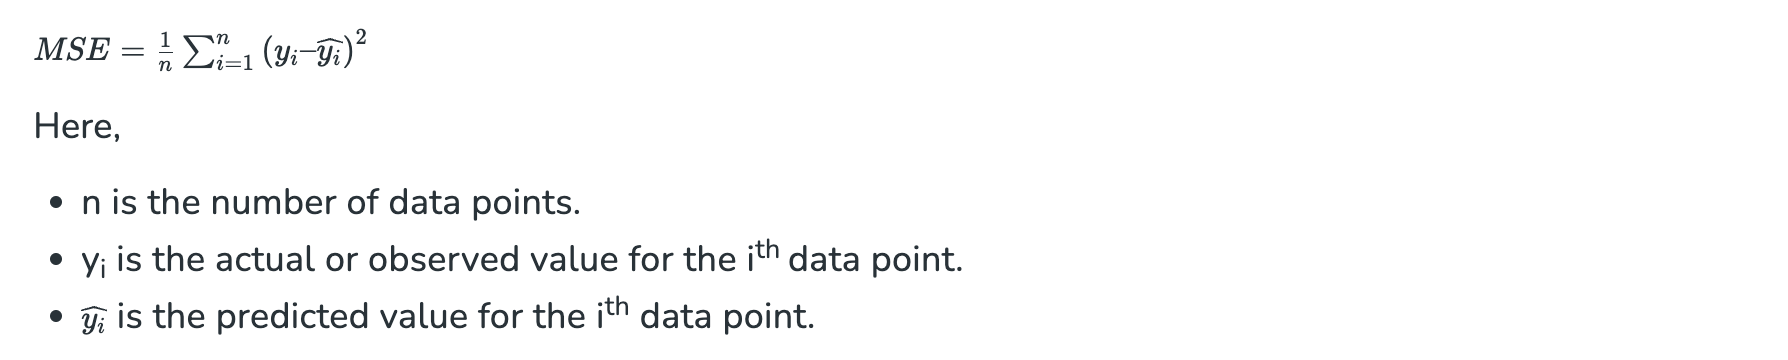 $MSE = \frac{1}{n} \sum_{i=1}^{n} (y_i - \widehat{y_i})^2$
Here,
• n is the number of data points.
• y_i is the actual or observed value for the i^th data point.
• $\widehat{y_i}$ is the predicted value for the i^th data point.